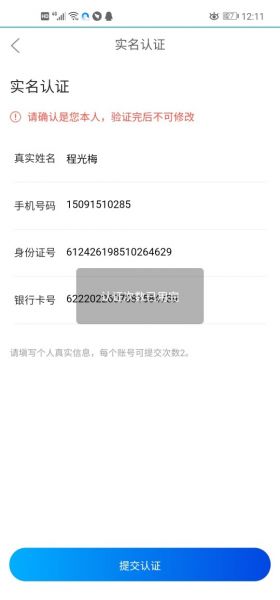 12:11
实名认证
实名认证
请确认是您本人，验证完后不可修改
真实姓名 程光梅
手机号码 15091510285
身份证号 612426198510264629
认证次数已用完
银行卡号
请填写个人真实信息，每个账号可提交次数2。
提交认证